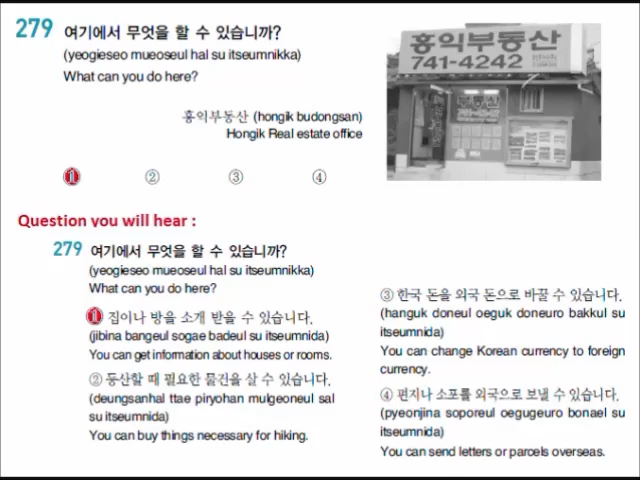 279 여기에서 무엇을 할 수 있습니까?
(yeogieseo mueoseul hal su itseumnikka)
What can you do here?
홍익부동산 (hongik budongsan)
Hongik Real estate office
① ② ③ ④
홍익부동산
741-4242
부동산
Question you will hear :
279 여기에서 무엇을 할 수 있습니까?
(yeogieseo mueoseul hal su itseumnikka)
What can you do here?
① 집이나 방을 소개 받을 수 있습니다.
(jibina bangeul sogae badeul su itseumnida)
You can get information about houses or rooms.
② 등산할 때 필요한 물건을 살 수 있습니다.
(deungsanhal ttae piryohan mulgeoneul sal
su itseumnida)
You can buy things necessary for hiking.
③ 한국 돈을 외국 돈으로 바꿀 수 있습니다.
(hanguk doneul oeguk doneuro bakkul su
itseumnida)
You can change Korean currency to foreign
currency.
④ 편지나 소포를 외국으로 보낼 수 있습니다.
(pyeonjina soporeul oegugeuro bonael su
itseumnida)
You can send letters or parcels overseas.